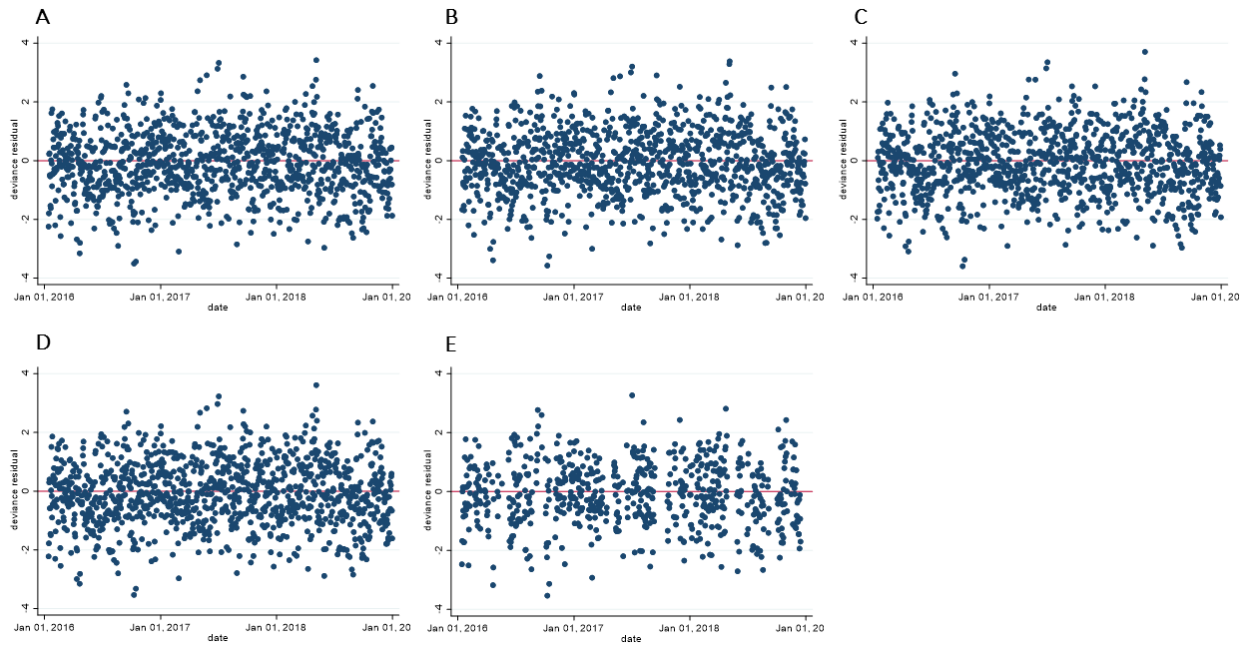 A
B
C
deviance residual
4
2
0
-2
-4
Jan 01, 2016
Jan 01, 2017
Jan 01, 2018
Jan 01, 20
date
deviance residual
4
2
0
-2
-4
Jan 01, 2016
Jan 01, 2017
Jan 01, 2018
Jan 01, 20
date
deviance residual
4
2
0
-2
-4
Jan 01, 2016
Jan 01, 2017
Jan 01, 2018
Jan 01, 20
date
D
E
deviance residual
4
2
0
-2
-4
Jan 01, 2016
Jan 01, 2017
Jan 01, 2018
Jan 01, 20
date
deviance residual
4
2
0
-2
-4
Jan 01, 2016
Jan 01, 2017
Jan 01, 2018
Jan 01, 20
date